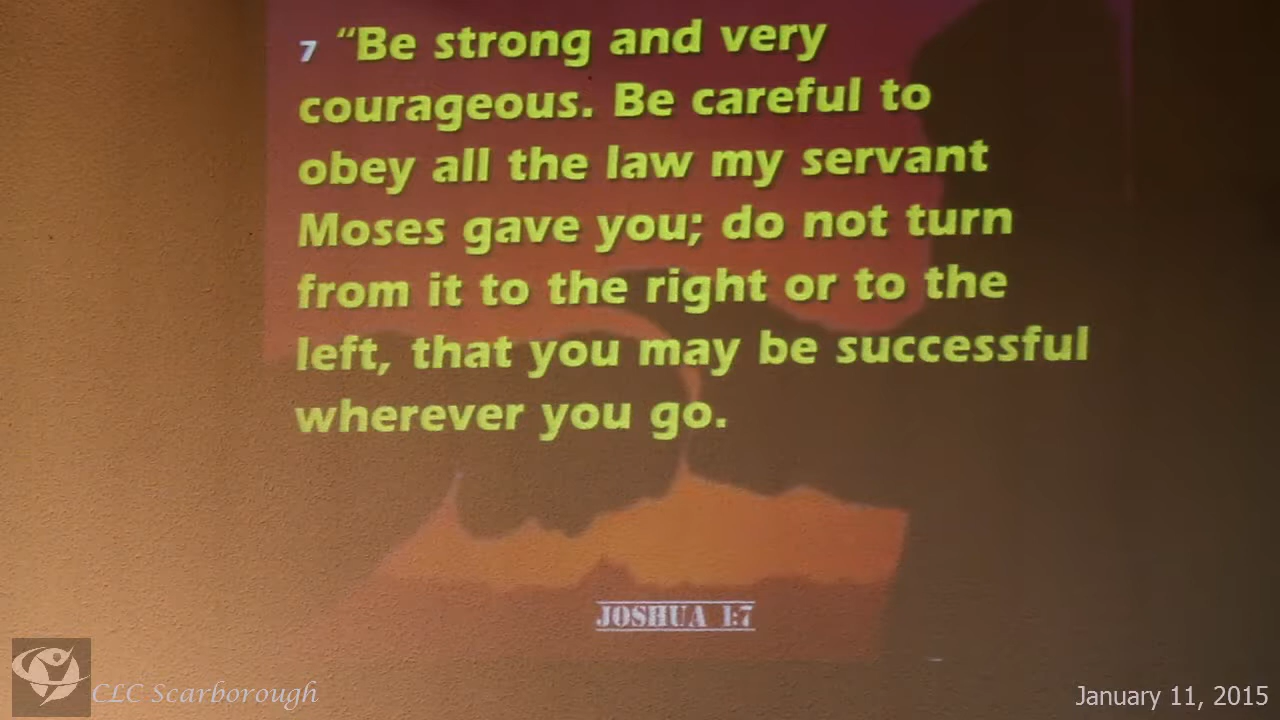 7 “Be strong and very
courageous. Be careful to
obey all the law my servant
Moses gave you; do not turn
from it to the right or to the
left, that you may be successful
wherever you go.
JOSHUA 1:7
CLC Scarborough
January 11, 2015